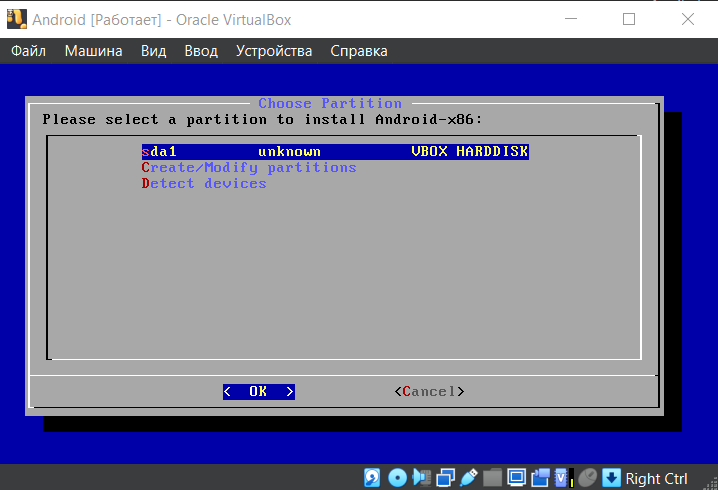 Android [Работает] - Oracle VirtualBox
Файл Машина Вид Ввод Устройства Справка
Choose Partition
Please select a partition to install Android-x86:
sda1 unknown VBOX HARDDISK
Create/Modify partitions
Detect devices
< OK > <Cancel>
Right Ctrl